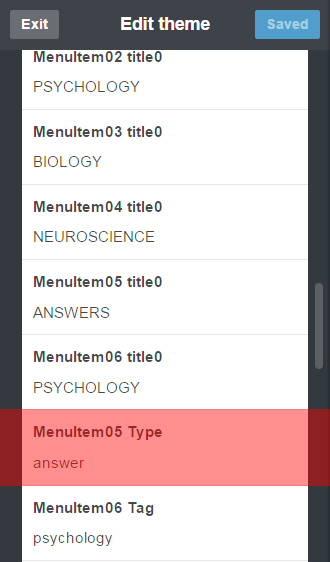 Exit Edit theme Saved
MenuItem02 title0
PSYCHOLOGY
MenuItem03 title0
BIOLOGY
MenuItem04 title0
NEUROSCIENCE
MenuItem05 title0
ANSWERS
MenuItem06 title0
PSYCHOLOGY
MenuItem05 Type
answer
MenuItem06 Tag
psychology